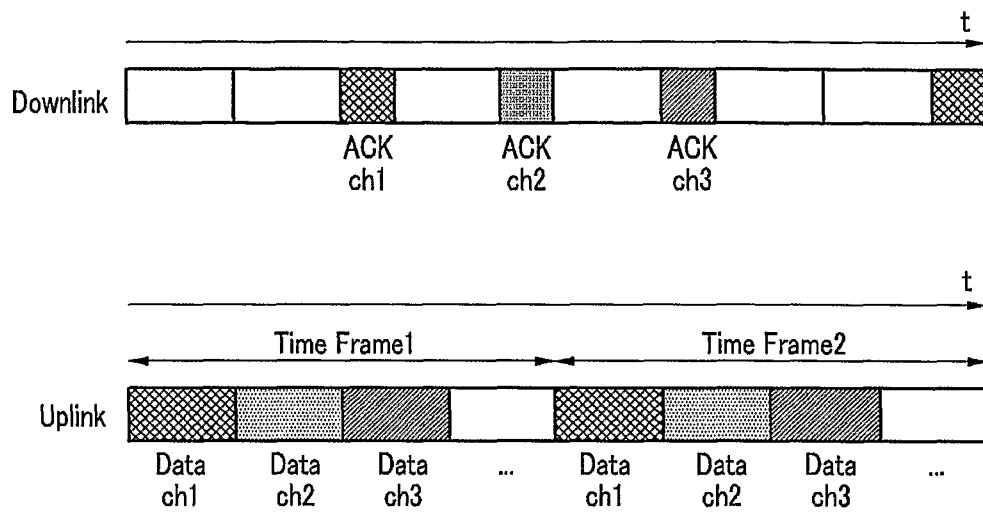 t
Downlink
ACK ch1
ACK ch2
ACK ch3
t
Time Frame1
Time Frame2
Uplink
Data ch1
Data ch2
Data ch3
...
Data ch1
Data ch2
Data ch3
...